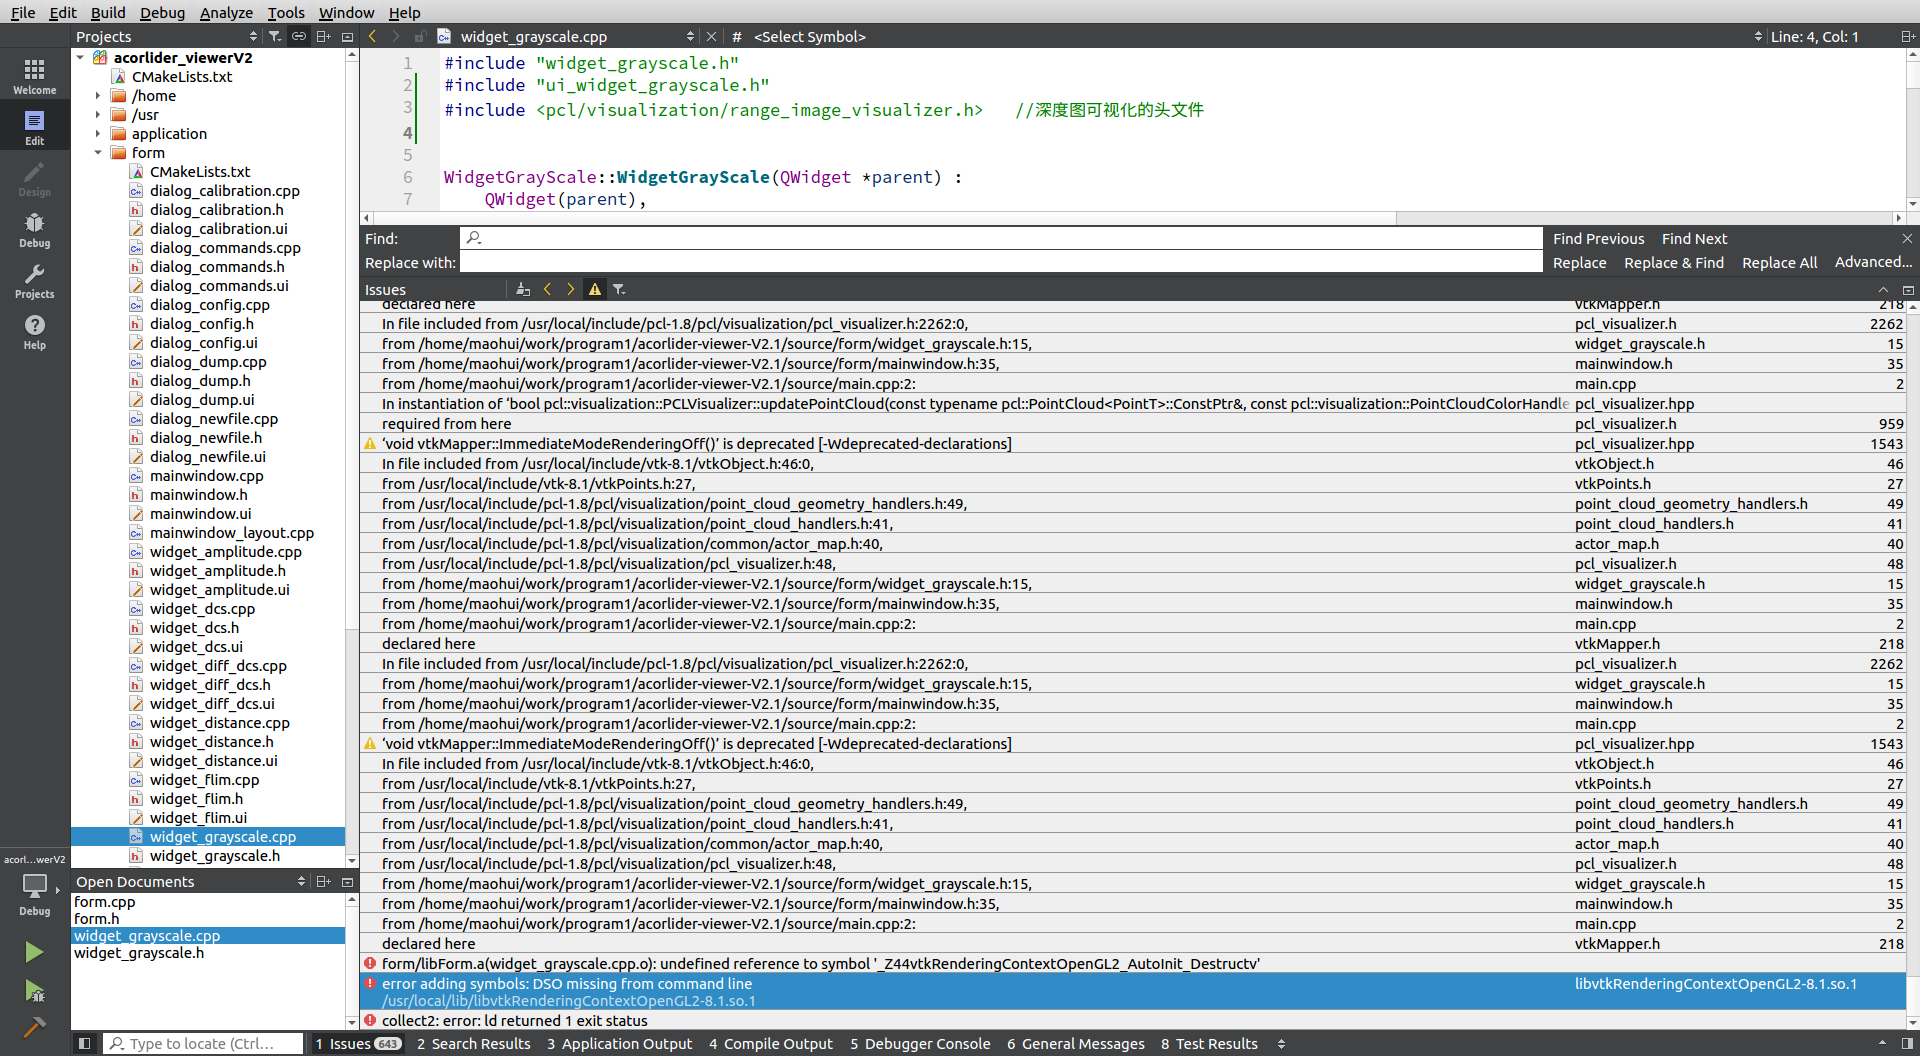 File Edit Build Debug Analyze Tools Window Help
Projects
widget_grayscale.cpp
# <Select Symbol>
Line: 4, Col: 1
Welcome
Edit
Design
Debug
Projects
Help
acorl...werV2
Debug
acorlider_viewerV2
CMakeLists.txt
/home
/usr
application
form
CMakeLists.txt
dialog_calibration.cpp
dialog_calibration.h
dialog_calibration.ui
dialog_commands.cpp
dialog_commands.h
dialog_commands.ui
dialog_config.cpp
dialog_config.h
dialog_config.ui
dialog_dump.cpp
dialog_dump.h
dialog_dump.ui
dialog_newfile.cpp
dialog_newfile.h
dialog_newfile.ui
mainwindow.cpp
mainwindow.h
mainwindow.ui
mainwindow_layout.cpp
widget_amplitude.cpp
widget_amplitude.h
widget_amplitude.ui
widget_dcs.cpp
widget_dcs.h
widget_dcs.ui
widget_diff_dcs.cpp
widget_diff_dcs.h
widget_diff_dcs.ui
widget_distance.cpp
widget_distance.h
widget_distance.ui
widget_flim.cpp
widget_flim.h
widget_flim.ui
widget_grayscale.cpp
widget_grayscale.h
Open Documents
form.cpp
form.h
widget_grayscale.cpp
widget_grayscale.h
1 #include "widget_grayscale.h"
2 #include "ui_widget_grayscale.h"
3 #include <pcl/visualization/range_image_visualizer.h> //深度图可视化的头文件
4
5
6 WidgetGrayScale::WidgetGrayScale(QWidget *parent) :
7 QWidget(parent),
Find:
Find Previous Find Next
Replace with:
Replace Replace & Find Replace All Advanced...
Issues
declared here vtkMapper.h 218
In file included from /usr/local/include/pcl-1.8/pcl/visualization/pcl_visualizer.h:2262:0, pcl_visualizer.h 2262
from /home/maohui/work/program1/acorlider-viewer-V2.1/source/form/widget_grayscale.h:15, widget_grayscale.h 15
from /home/maohui/work/program1/acorlider-viewer-V2.1/source/form/mainwindow.h:35, mainwindow.h 35
from /home/maohui/work/program1/acorlider-viewer-V2.1/source/main.cpp:2: main.cpp 2
In instantiation of ‘bool pcl::visualization::PCLVisualizer::updatePointCloud(const typename pcl::PointCloud<PointT>::ConstPtr&, const pcl::visualization::PointCloudColorHandle pcl_visualizer.hpp
required from here pcl_visualizer.h 959
‘void vtkMapper::ImmediateModeRenderingOff()’ is deprecated [-Wdeprecated-declarations] pcl_visualizer.hpp 1543
In file included from /usr/local/include/vtk-8.1/vtkObject.h:46:0, vtkObject.h 46
from /usr/local/include/vtk-8.1/vtkPoints.h:27, vtkPoints.h 27
from /usr/local/include/pcl-1.8/pcl/visualization/point_cloud_geometry_handlers.h:49, point_cloud_geometry_handlers.h 49
from /usr/local/include/pcl-1.8/pcl/visualization/point_cloud_handlers.h:41, point_cloud_handlers.h 41
from /usr/local/include/pcl-1.8/pcl/visualization/common/actor_map.h:40, actor_map.h 40
from /usr/local/include/pcl-1.8/pcl/visualization/pcl_visualizer.h:48, pcl_visualizer.h 48
from /home/maohui/work/program1/acorlider-viewer-V2.1/source/form/widget_grayscale.h:15, widget_grayscale.h 15
from /home/maohui/work/program1/acorlider-viewer-V2.1/source/form/mainwindow.h:35, mainwindow.h 35
from /home/maohui/work/program1/acorlider-viewer-V2.1/source/main.cpp:2: main.cpp 2
declared here vtkMapper.h 218
In file included from /usr/local/include/pcl-1.8/pcl/visualization/pcl_visualizer.h:2262:0, pcl_visualizer.h 2262
from /home/maohui/work/program1/acorlider-viewer-V2.1/source/form/widget_grayscale.h:15, widget_grayscale.h 15
from /home/maohui/work/program1/acorlider-viewer-V2.1/source/form/mainwindow.h:35, mainwindow.h 35
from /home/maohui/work/program1/acorlider-viewer-V2.1/source/main.cpp:2: main.cpp 2
‘void vtkMapper::ImmediateModeRenderingOff()’ is deprecated [-Wdeprecated-declarations] pcl_visualizer.hpp 1543
In file included from /usr/local/include/vtk-8.1/vtkObject.h:46:0, vtkObject.h 46
from /usr/local/include/vtk-8.1/vtkPoints.h:27, vtkPoints.h 27
from /usr/local/include/pcl-1.8/pcl/visualization/point_cloud_geometry_handlers.h:49, point_cloud_geometry_handlers.h 49
from /usr/local/include/pcl-1.8/pcl/visualization/point_cloud_handlers.h:41, point_cloud_handlers.h 41
from /usr/local/include/pcl-1.8/pcl/visualization/common/actor_map.h:40, actor_map.h 40
from /usr/local/include/pcl-1.8/pcl/visualization/pcl_visualizer.h:48, pcl_visualizer.h 48
from /home/maohui/work/program1/acorlider-viewer-V2.1/source/form/widget_grayscale.h:15, widget_grayscale.h 15
from /home/maohui/work/program1/acorlider-viewer-V2.1/source/form/mainwindow.h:35, mainwindow.h 35
from /home/maohui/work/program1/acorlider-viewer-V2.1/source/main.cpp:2: main.cpp 2
declared here vtkMapper.h 218
form/libForm.a(widget_grayscale.cpp.o): undefined reference to symbol '_Z44vtkRenderingContextOpenGL2_AutoInit_Destructv'
error adding symbols: DSO missing from command line libvtkRenderingContextOpenGL2-8.1.so.1
/usr/local/lib/libvtkRenderingContextOpenGL2-8.1.so.1
collect2: error: ld returned 1 exit status
Type to locate (Ctrl...
1 Issues 643 2 Search Results 3 Application Output 4 Compile Output 5 Debugger Console 6 General Messages 8 Test Results